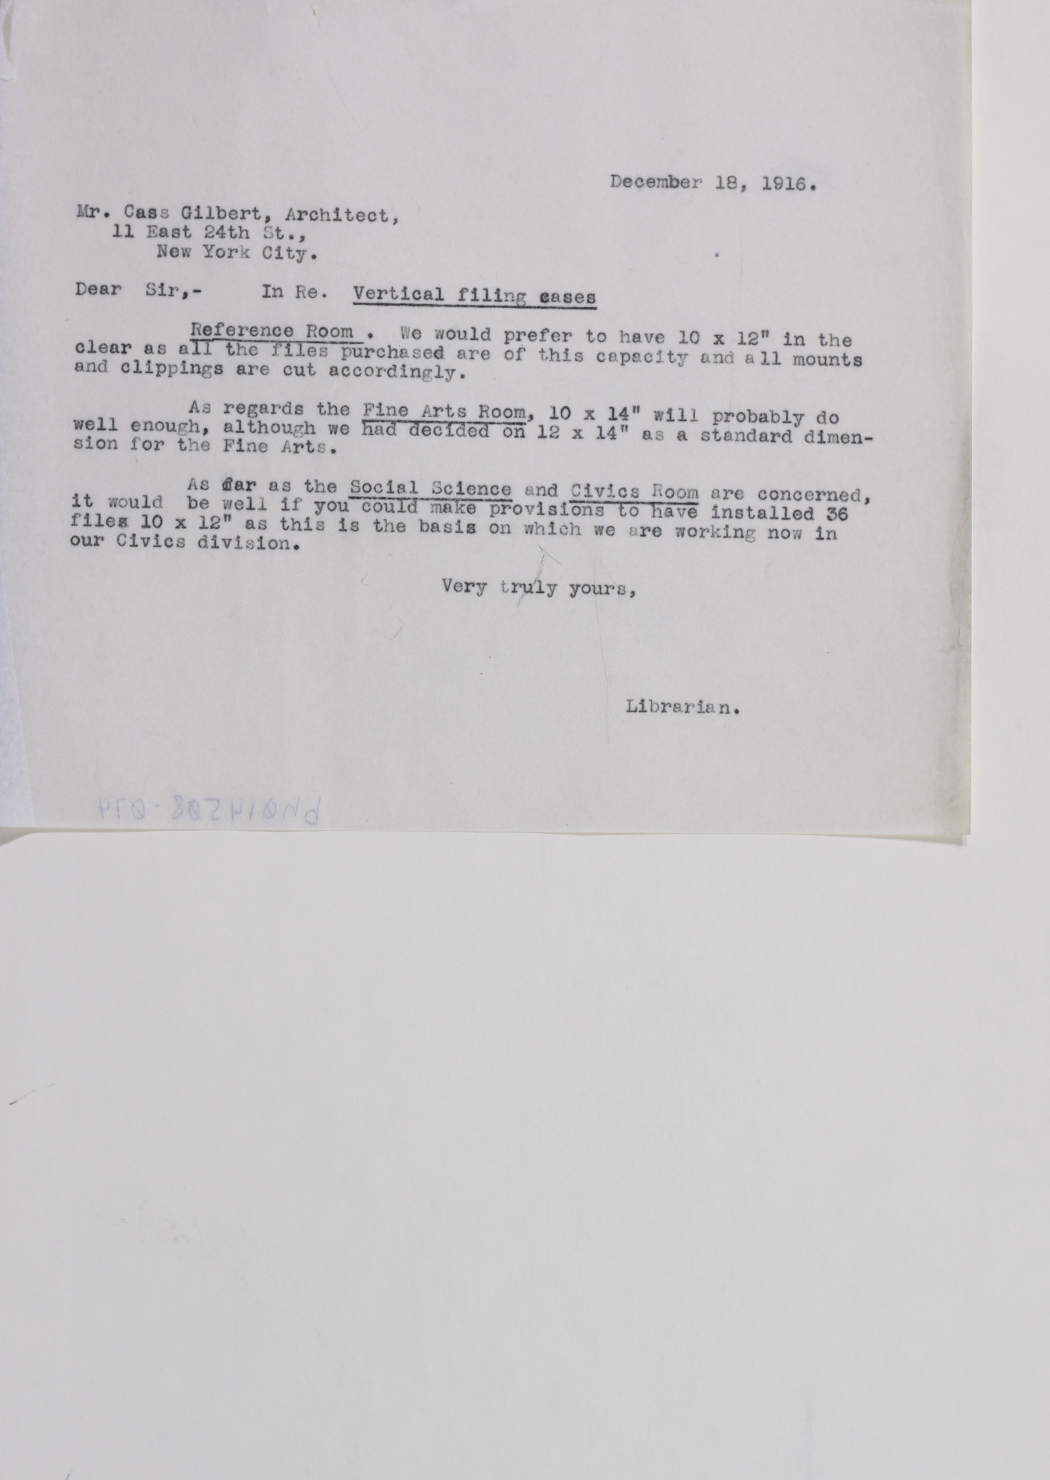 December 18, 1916.
Mr. Cass Gilbert, Architect,
11 East 24th St.,
New York City.
Dear Sir,- In Re. Vertical filing cases
Reference Room . We would prefer to have 10 x 12" in the
clear as all the files purchased are of this capacity and all mounts
and clippings are cut accordingly.
As regards the Fine Arts Room, 10 x 14" will probably do
well enough, although we had decided on 12 x 14" as a standard dimen-
sion for the Fine Arts.
As far as the Social Science and Civics Room are concerned,
it would be well if you could make provisions to have installed 36
files 10 x 12" as this is the basis on which we are working now in
our Civics division.
Very truly yours,
Librarian.